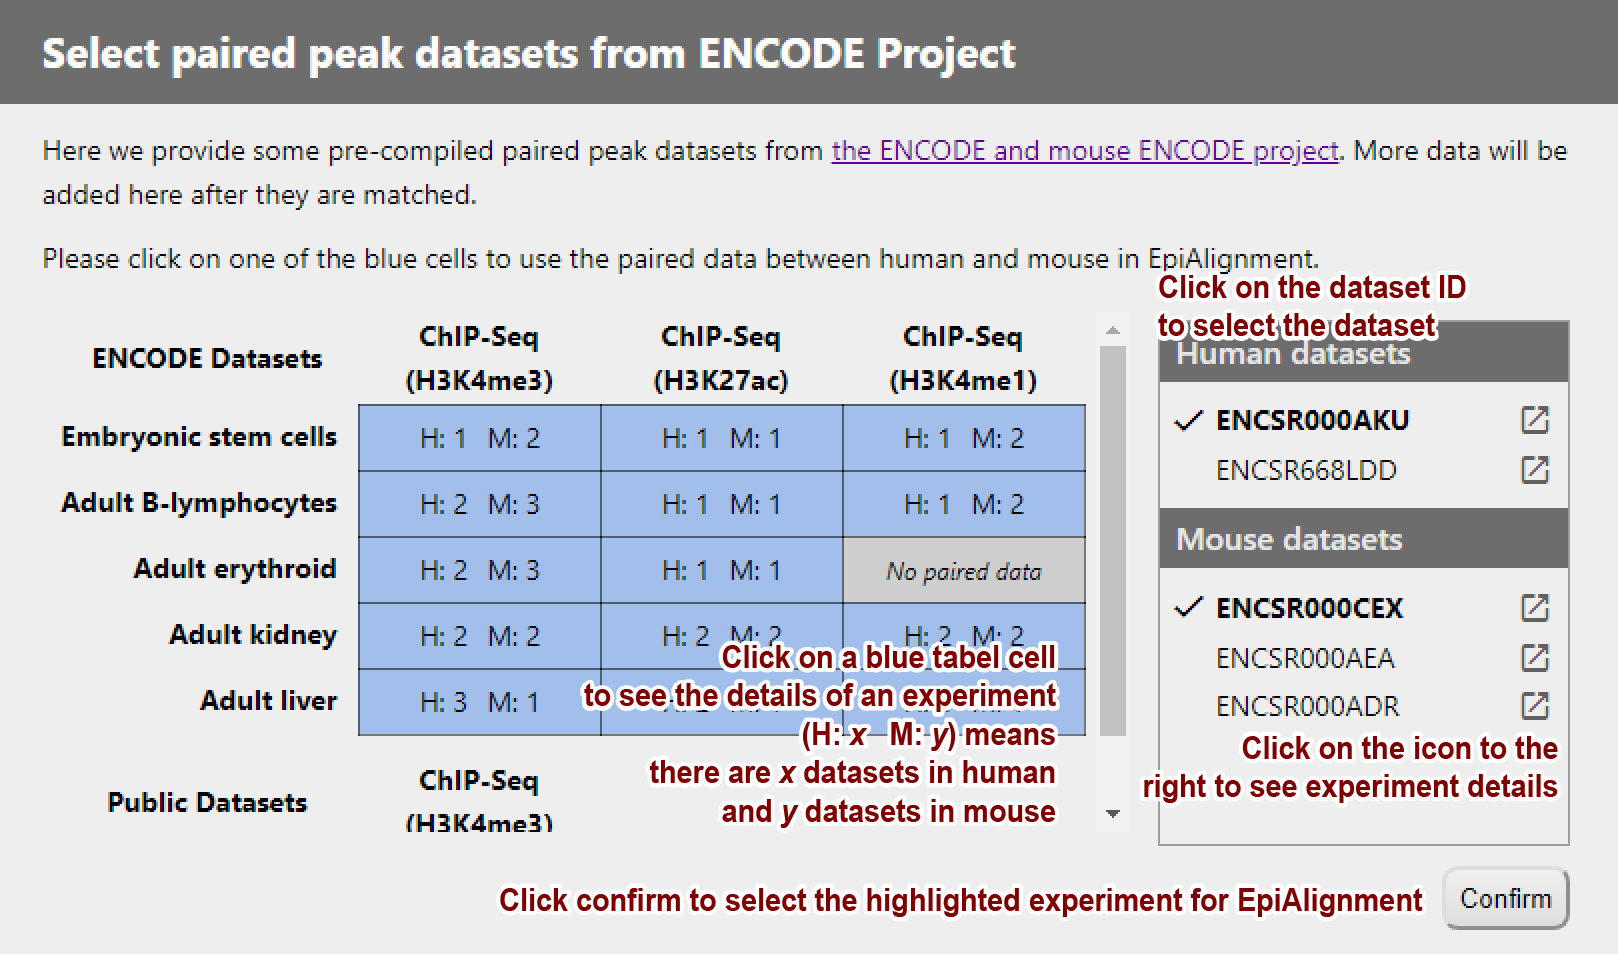 Select paired peak datasets from ENCODE Project
Here we provide some pre-compiled paired peak datasets from the ENCODE and mouse ENCODE project. More data will be
added here after they are matched.
Please click on one of the blue cells to use the paired data between human and mouse in EpiAlignment.
ENCODE Datasets
ChIP-Seq
(H3K4me3)
ChIP-Seq
(H3K27ac)
ChIP-Seq
(H3K4me1)
Embryonic stem cells H: 1 M: 2 H: 1 M: 1 H: 1 M: 2
Adult B-lymphocytes H: 2 M: 3 H: 1 M: 1 H: 1 M: 2
Adult erythroid H: 2 M: 3 H: 1 M: 1 No paired data
Adult kidney H: 2 M: 2 H: 2 M: 2 H: 2 M: 2
Adult liver H: 3 M: 1
Click on a blue tabel cell
to see the details of an experiment
(H: x M: y) means
there are x datasets in human
and y datasets in mouse
Public Datasets
ChIP-Seq
(H3K4me3)
Click on the dataset ID
to select the dataset
Human datasets
ENCSR000AKU
ENCSR668LDD
Mouse datasets
ENCSR000CEX
ENCSR000AEA
ENCSR000ADR
Click on the icon to the
right to see experiment details
Click confirm to select the highlighted experiment for EpiAlignment
Confirm